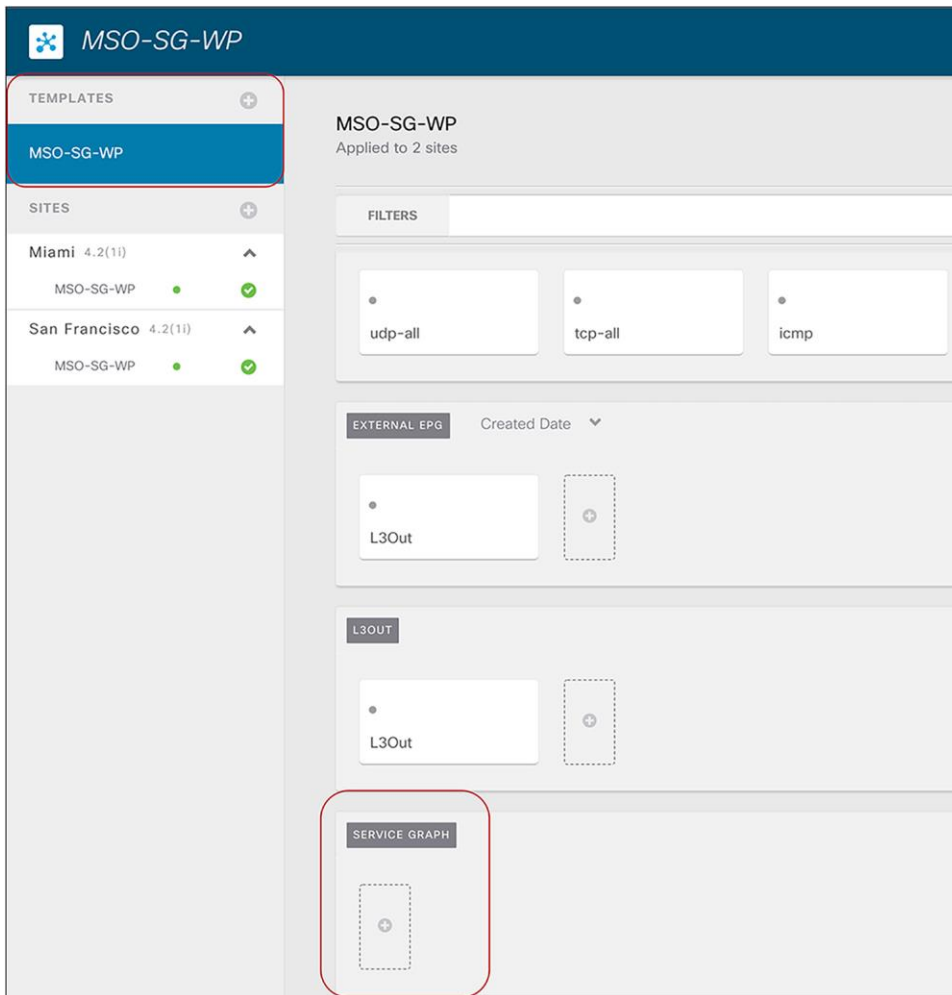 MSO-SG-WP
TEMPLATES
MSO-SG-WP
SITES
Miami 4.2(1i)
MSO-SG-WP
San Francisco 4.2(1i)
MSO-SG-WP
MSO-SG-WP
Applied to 2 sites
FILTERS
udp-all
tcp-all
icmp
EXTERNAL EPG Created Date
L3Out
L3OUT
L3Out
SERVICE GRAPH